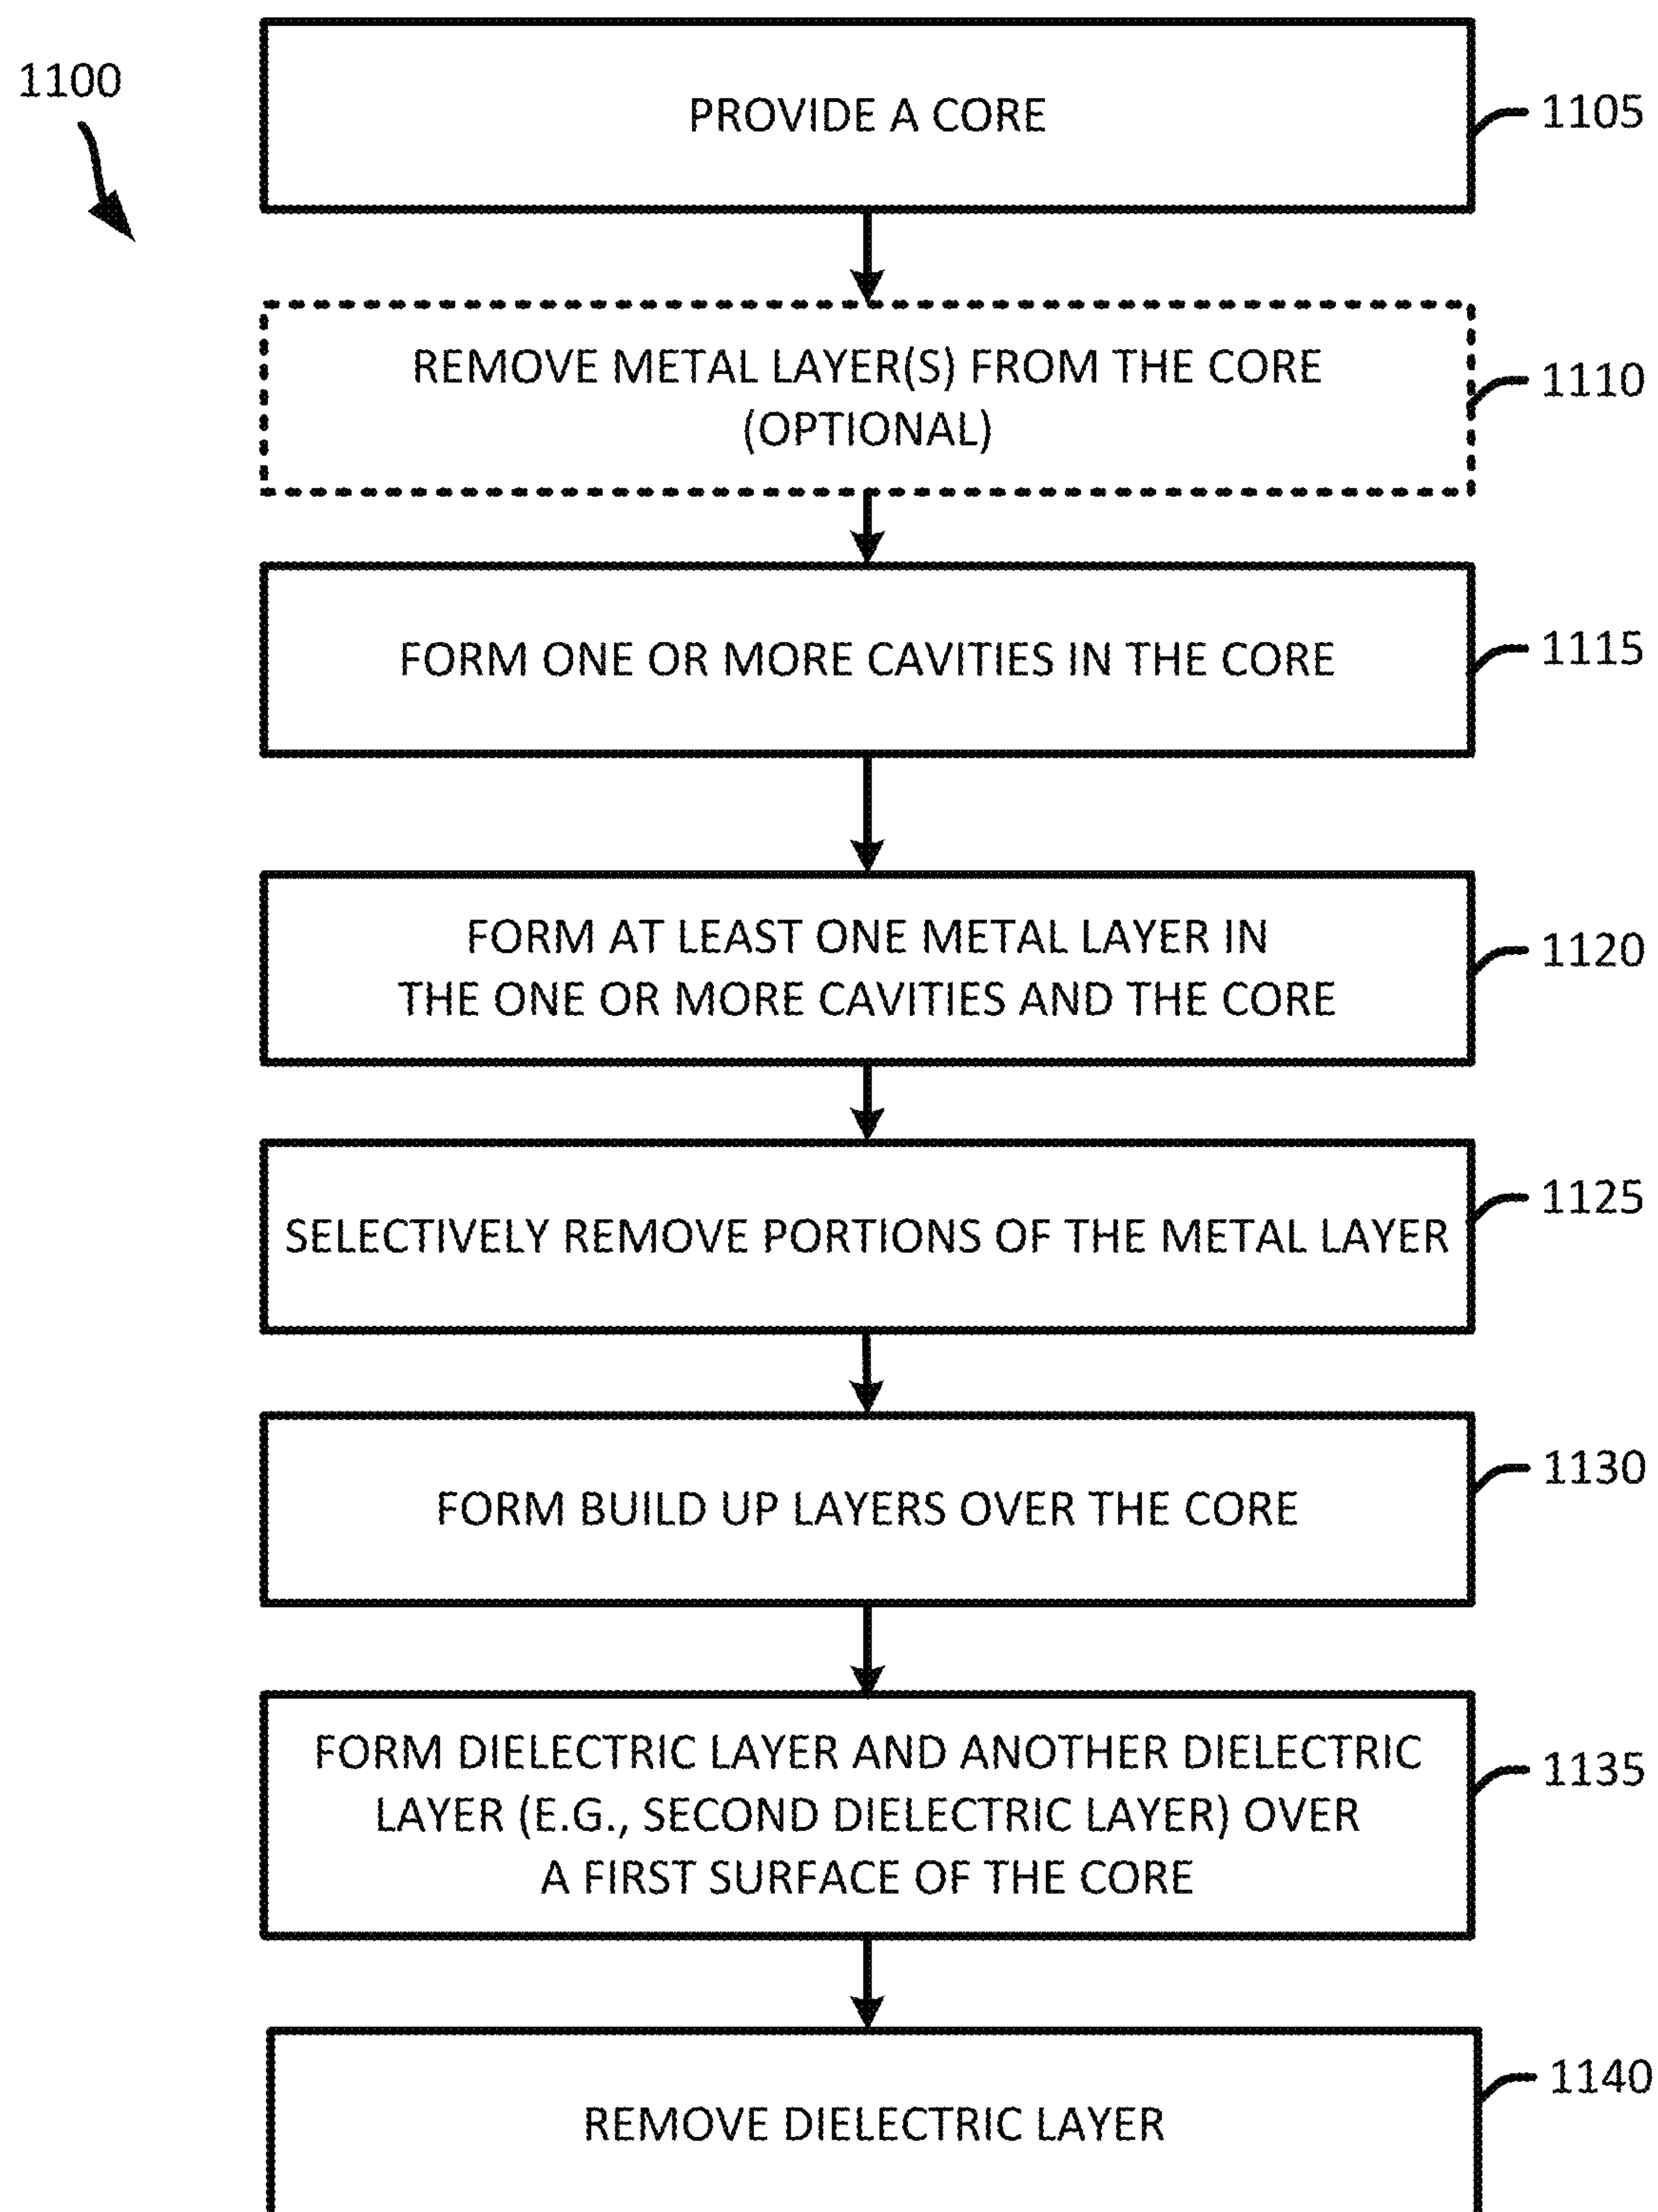 1100
PROVIDE A CORE
1105
REMOVE METAL LAYER(S) FROM THE CORE
(OPTIONAL)
1110
FORM ONE OR MORE CAVITIES IN THE CORE
1115
FORM AT LEAST ONE METAL LAYER IN
THE ONE OR MORE CAVITIES AND THE CORE
1120
SELECTIVELY REMOVE PORTIONS OF THE METAL LAYER
1125
FORM BUILD UP LAYERS OVER THE CORE
1130
FORM DIELECTRIC LAYER AND ANOTHER DIELECTRIC
LAYER (E.G., SECOND DIELECTRIC LAYER) OVER
A FIRST SURFACE OF THE CORE
1135
REMOVE DIELECTRIC LAYER
1140